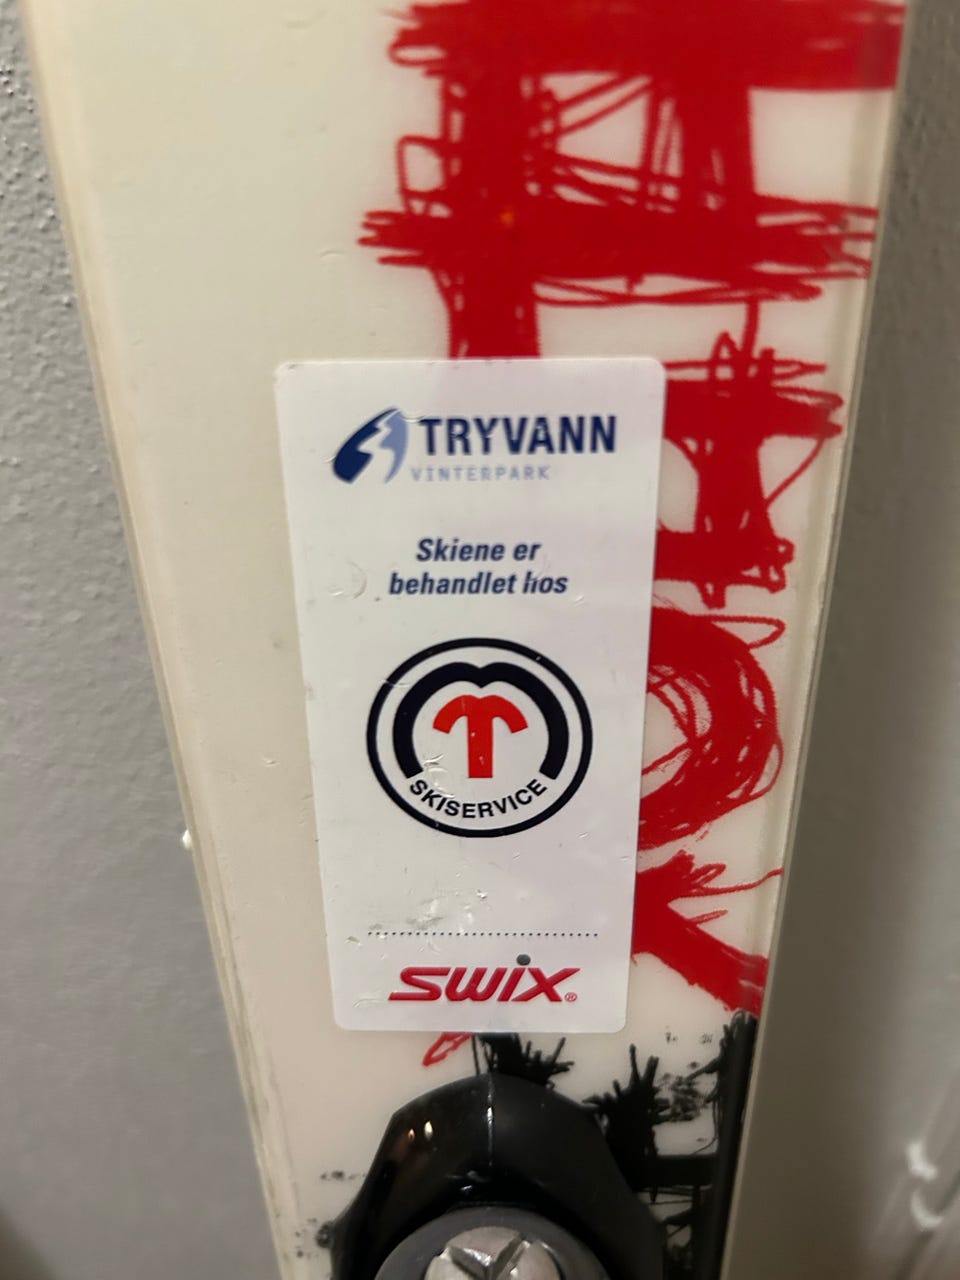 TRYVANN
VINTERPARK
Skiene er
behandlet hos
SKISERVICE
SWIX®